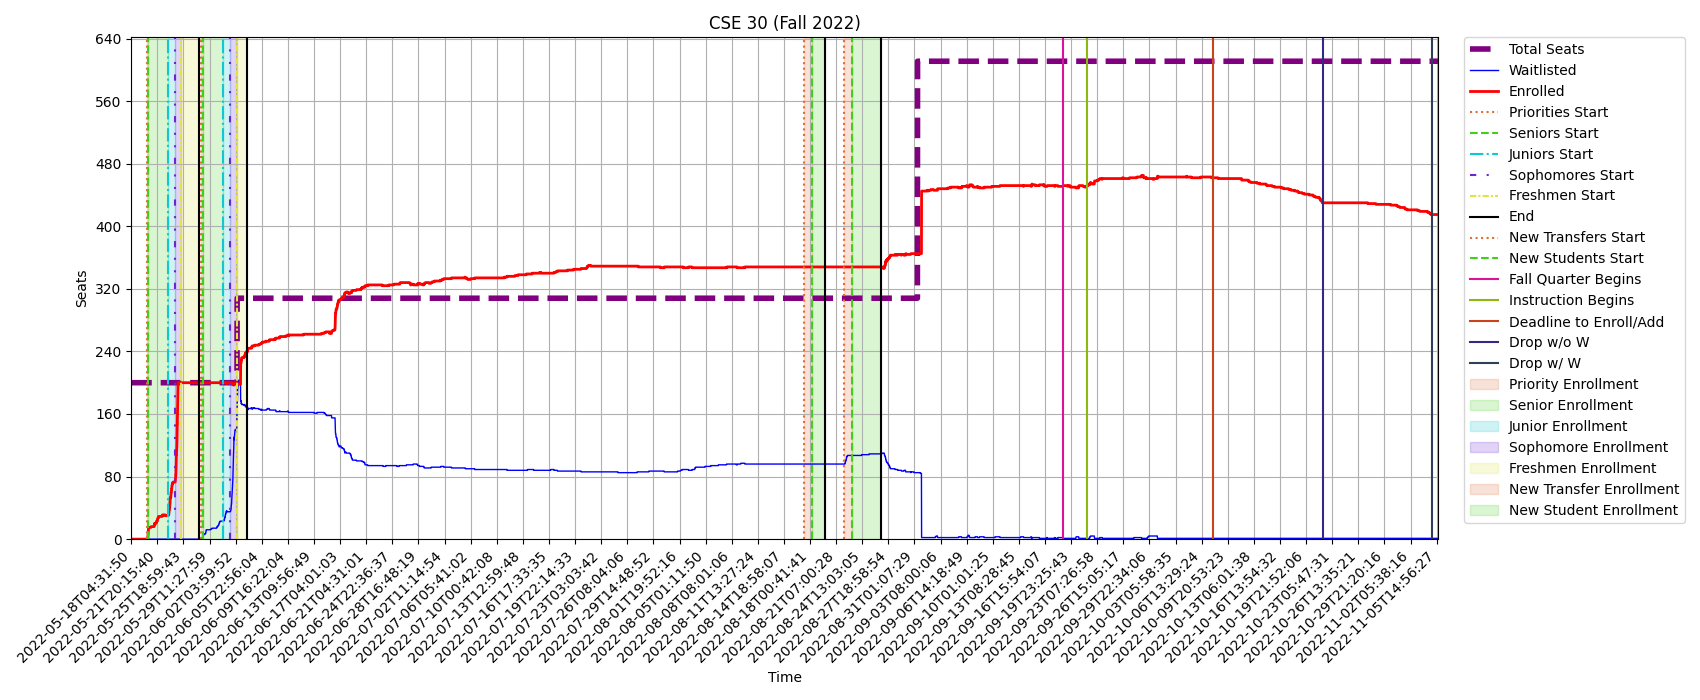 CSE 30 (Fall 2022)
Seats
640
560
480
400
320
240
160
80
0
2022-05-18T04:31:50
2022-05-21T20:15:40
2022-05-25T18:59:43
2022-05-29T11:27:59
2022-06-02T03:59:52
2022-06-05T22:56:04
2022-06-09T16:22:04
2022-06-13T09:56:49
2022-06-17T04:01:03
2022-06-21T04:31:01
2022-06-24T22:36:37
2022-06-28T16:48:19
2022-07-02T11:14:54
2022-07-06T05:41:02
2022-07-10T00:42:08
2022-07-13T12:59:48
2022-07-16T17:33:35
2022-07-19T22:14:33
2022-07-23T03:03:42
2022-07-26T08:04:06
2022-07-29T14:48:52
2022-08-01T19:52:16
2022-08-05T01:11:50
2022-08-08T08:01:06
2022-08-11T13:27:24
2022-08-14T18:58:07
2022-08-18T00:41:41
2022-08-21T07:00:28
2022-08-24T13:03:05
2022-08-27T18:58:54
2022-08-31T01:07:29
2022-09-03T08:00:06
2022-09-06T14:18:49
2022-09-10T01:01:25
2022-09-13T08:28:45
2022-09-16T15:54:07
2022-09-19T23:25:43
2022-09-23T07:26:58
2022-09-26T15:05:17
2022-09-29T22:34:06
2022-10-03T05:58:35
2022-10-06T13:29:24
2022-10-09T20:53:23
2022-10-13T06:01:38
2022-10-16T13:54:32
2022-10-19T21:52:06
2022-10-23T05:47:31
2022-10-26T13:35:21
2022-10-29T21:20:16
2022-11-02T05:38:16
2022-11-05T14:56:27
Time
Total Seats
Waitlisted
Enrolled
Priorities Start
Seniors Start
Juniors Start
Sophomores Start
Freshmen Start
End
New Transfers Start
New Students Start
Fall Quarter Begins
Instruction Begins
Deadline to Enroll/Add
Drop w/o W
Drop w/ W
Priority Enrollment
Senior Enrollment
Junior Enrollment
Sophomore Enrollment
Freshmen Enrollment
New Transfer Enrollment
New Student Enrollment